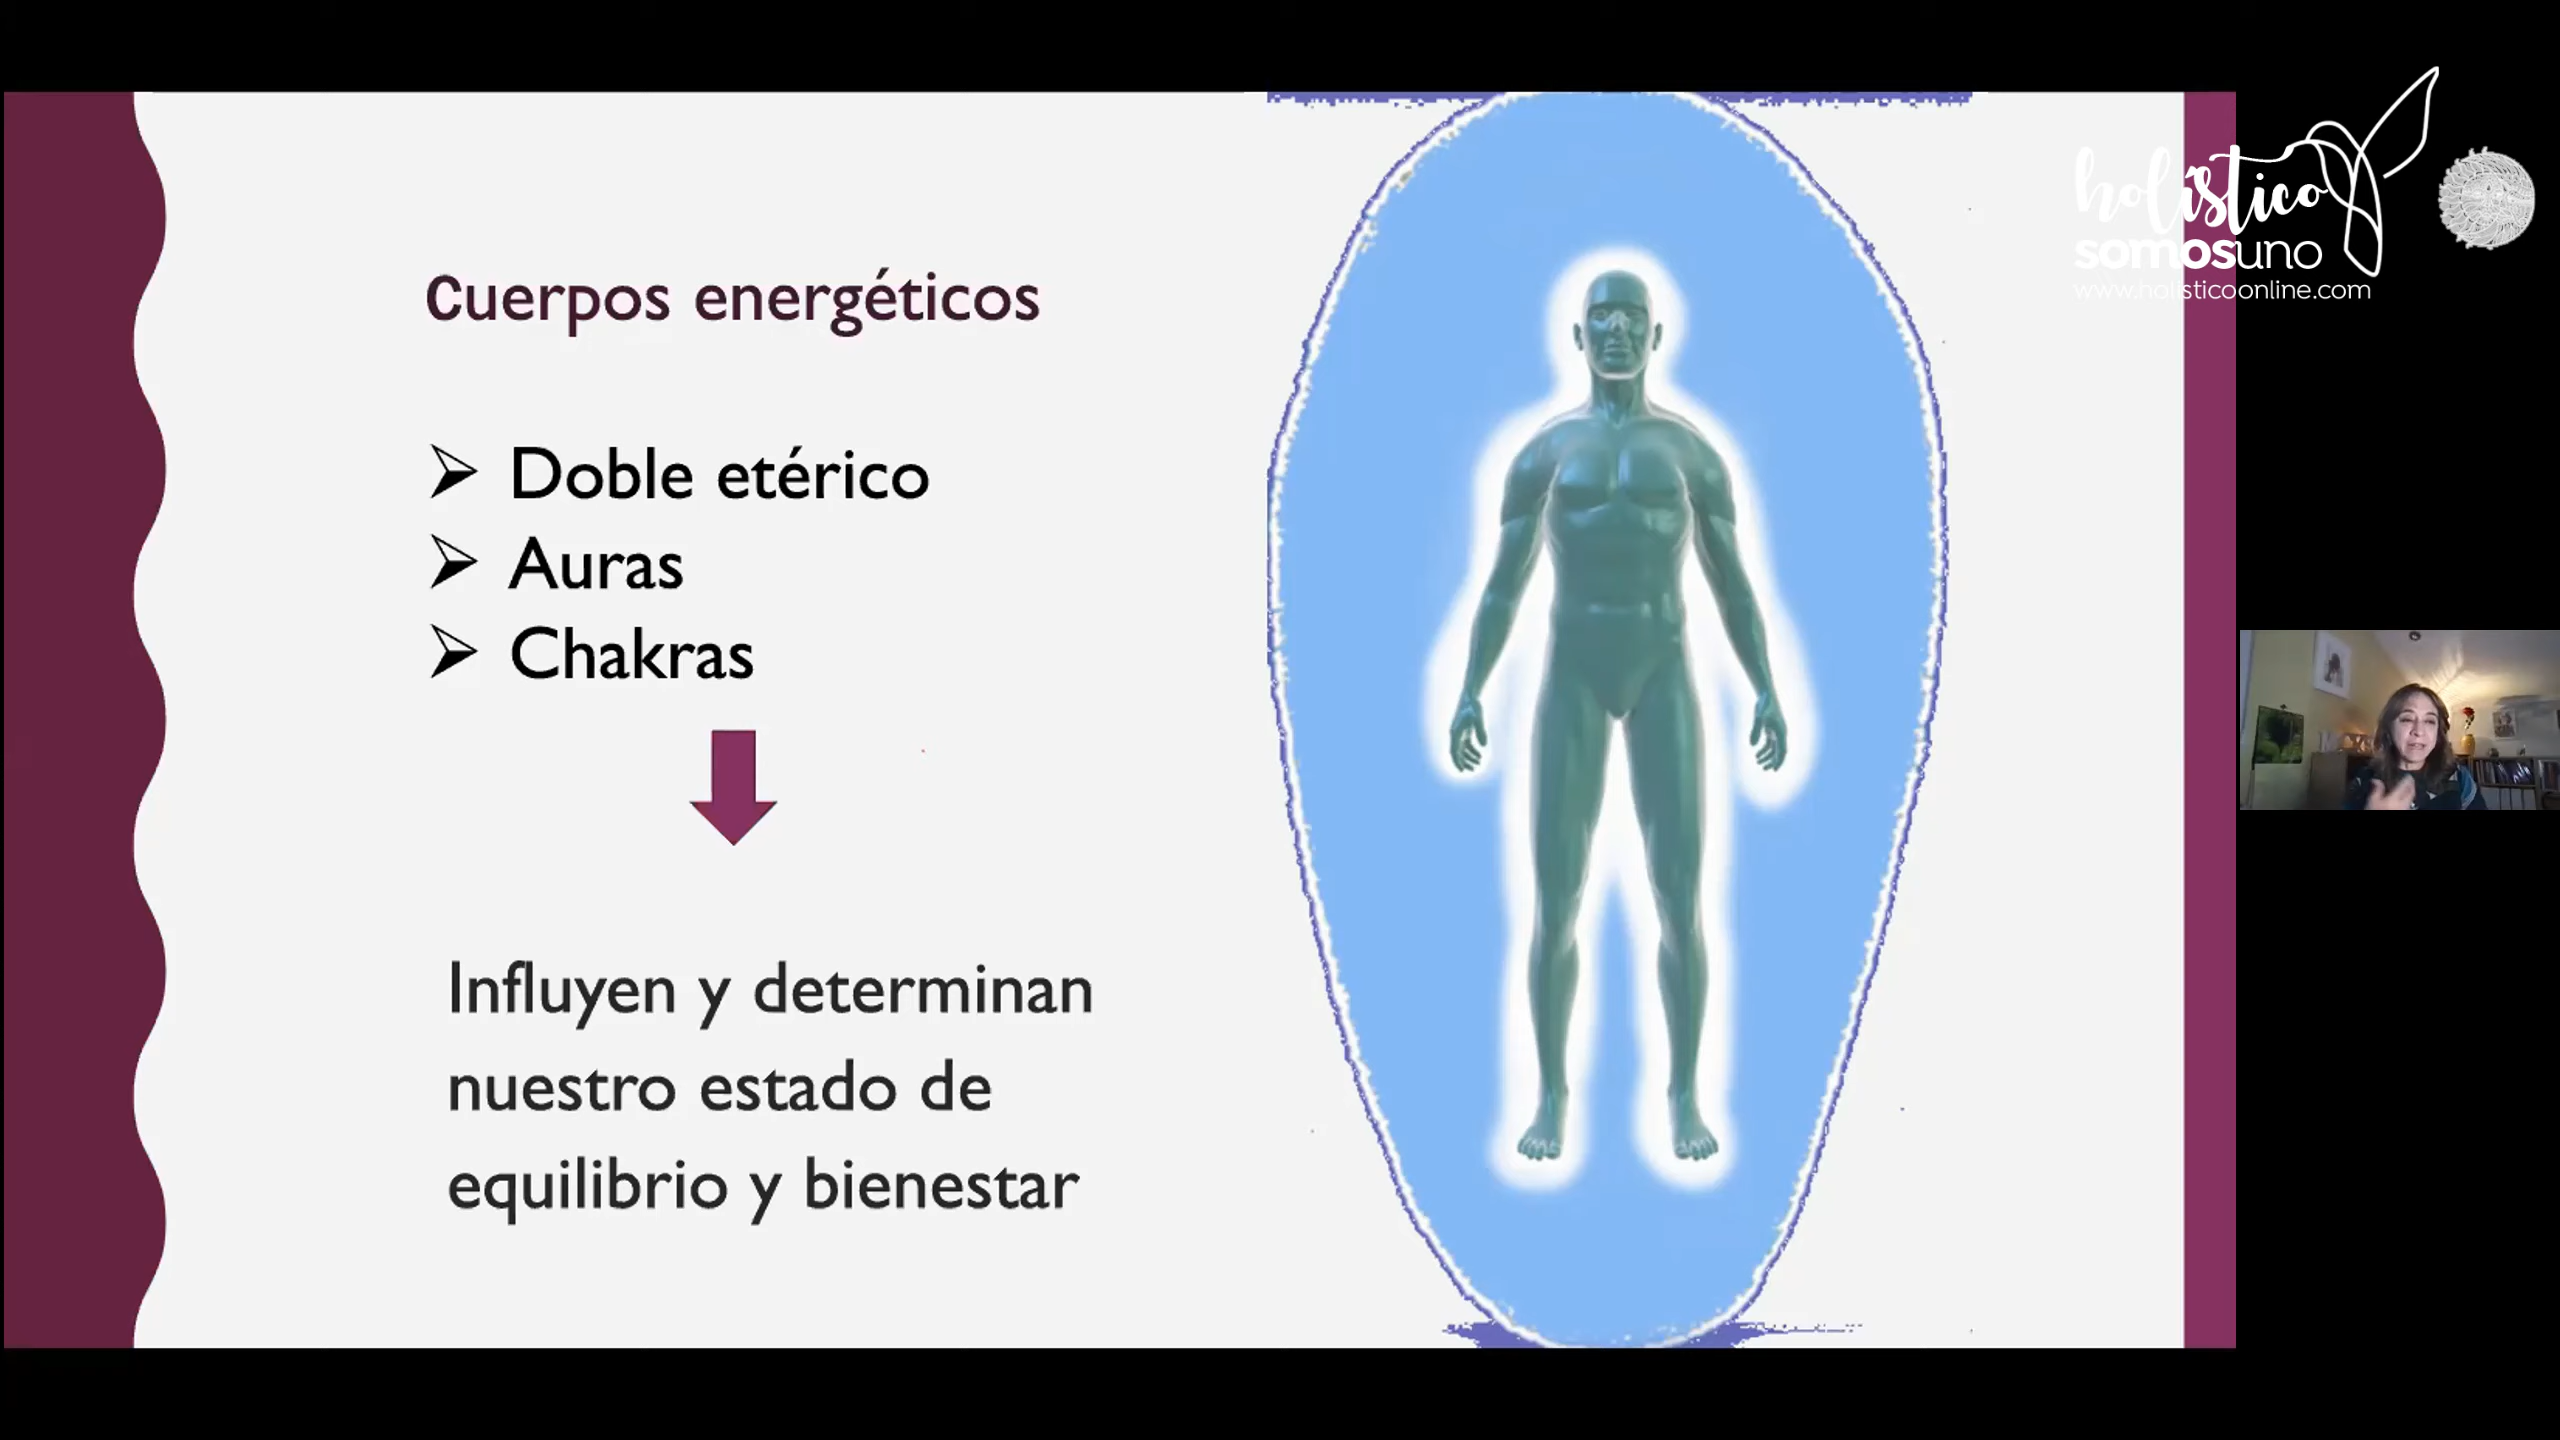 Cuerpos energéticos
Doble etérico
Auras
Chakras
Influyen y determinan
nuestro estado de
equilibrio y bienestar
holístico
somosuno
www.holisticoonline.com